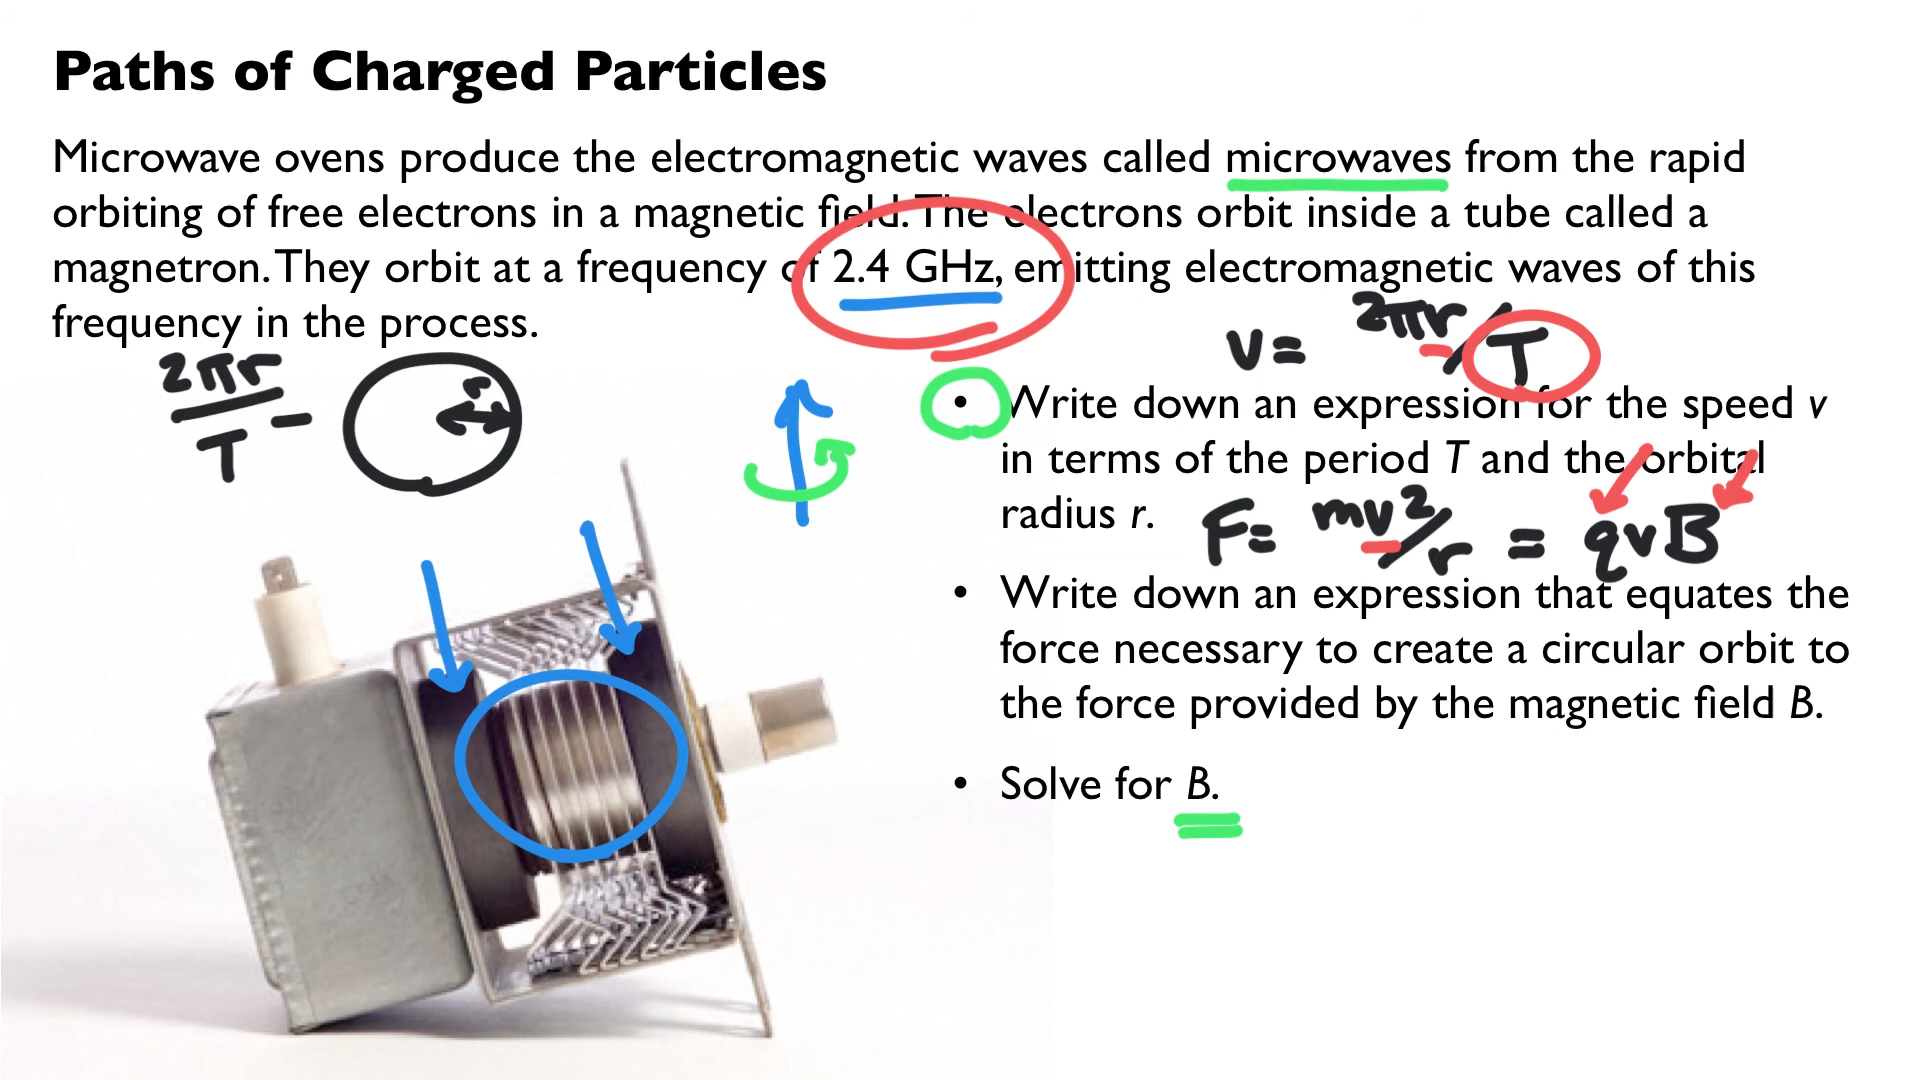 Paths of Charged Particles
Microwave ovens produce the electromagnetic waves called microwaves from the rapid
orbiting of free electrons in a magnetic field. The electrons orbit inside a tube called a
magnetron. They orbit at a frequency of 2.4 GHz, emitting electromagnetic waves of this
frequency in the process.
v = 2πr/T
2πr
T
r
• Write down an expression for the speed v
in terms of the period T and the orbital
radius r.
F = mv²/r = qvB
• Write down an expression that equates the
force necessary to create a circular orbit to
the force provided by the magnetic field B.
• Solve for B.